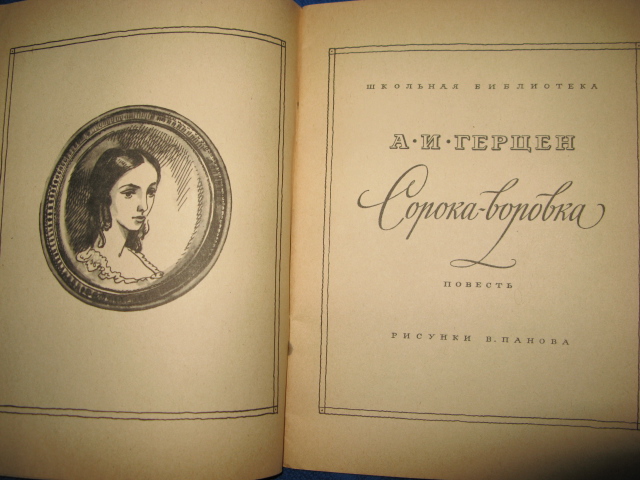 ШКОЛЬНАЯ БИБЛИОТЕКА
А·И·ГЕРЦЕН
Сорока-воровка
ПОВЕСТЬ
РИСУНКИ В. ПАНОВА